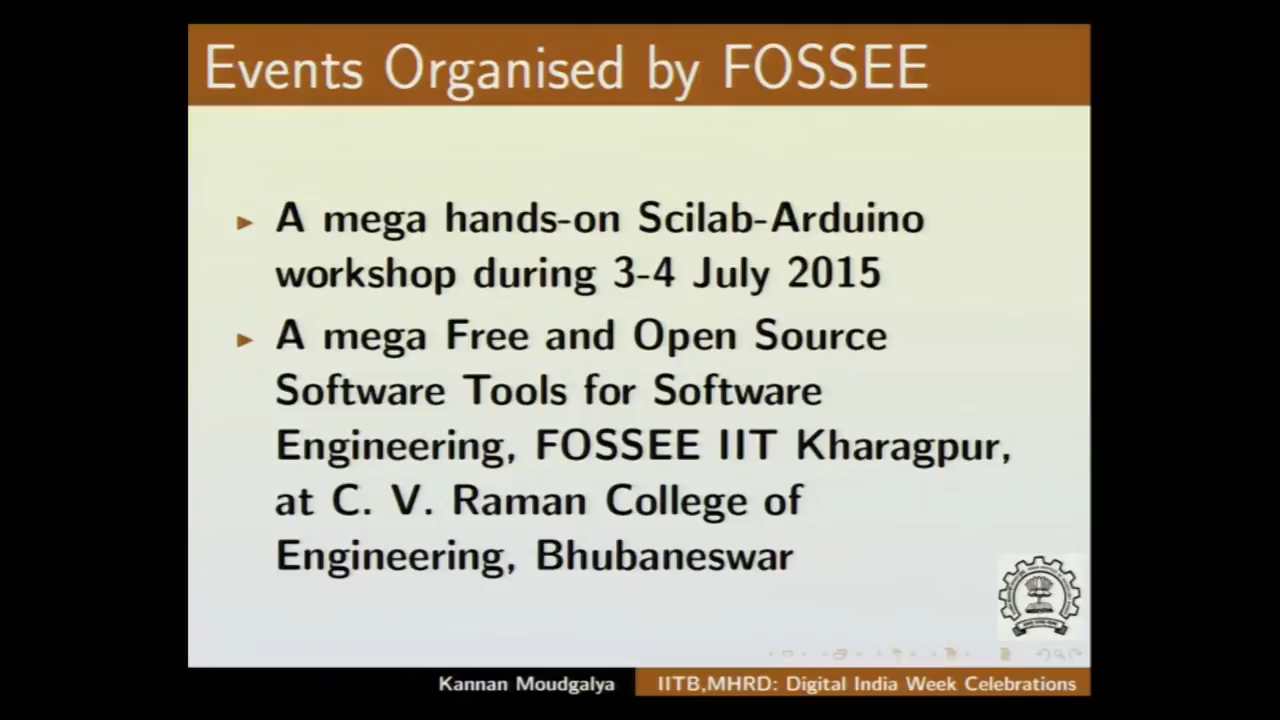 Events Organised by FOSSEE
A mega hands-on Scilab-Arduino
workshop during 3-4 July 2015
A mega Free and Open Source
Software Tools for Software
Engineering, FOSSEE IIT Kharagpur,
at C. V. Raman College of
Engineering, Bhubaneswar
Kannan Moudgalya
IITB,MHRD: Digital India Week Celebrations